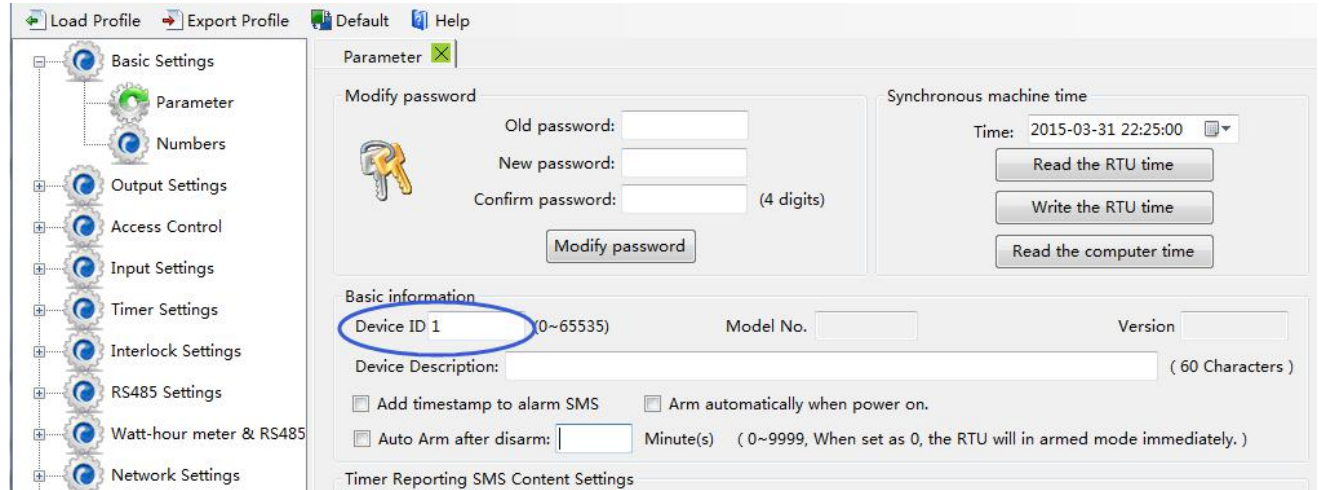 Load Profile Export Profile Default Help
Basic Settings
Parameter
Numbers
Output Settings
Access Control
Input Settings
Timer Settings
Interlock Settings
RS485 Settings
Watt-hour meter & RS485
Network Settings
Parameter
Modify password
Old password:
New password:
Confirm password: (4 digits)
Modify password
Synchronous machine time
Time: 2015-03-31 22:25:00
Read the RTU time
Write the RTU time
Read the computer time
Basic information
Device ID 1 (0~65535) Model No. Version
Device Description: ( 60 Characters )
Add timestamp to alarm SMS Arm automatically when power on.
Auto Arm after disarm: Minute(s) ( 0~9999, When set as 0, the RTU will in armed mode immediately. )
Timer Reporting SMS Content Settings